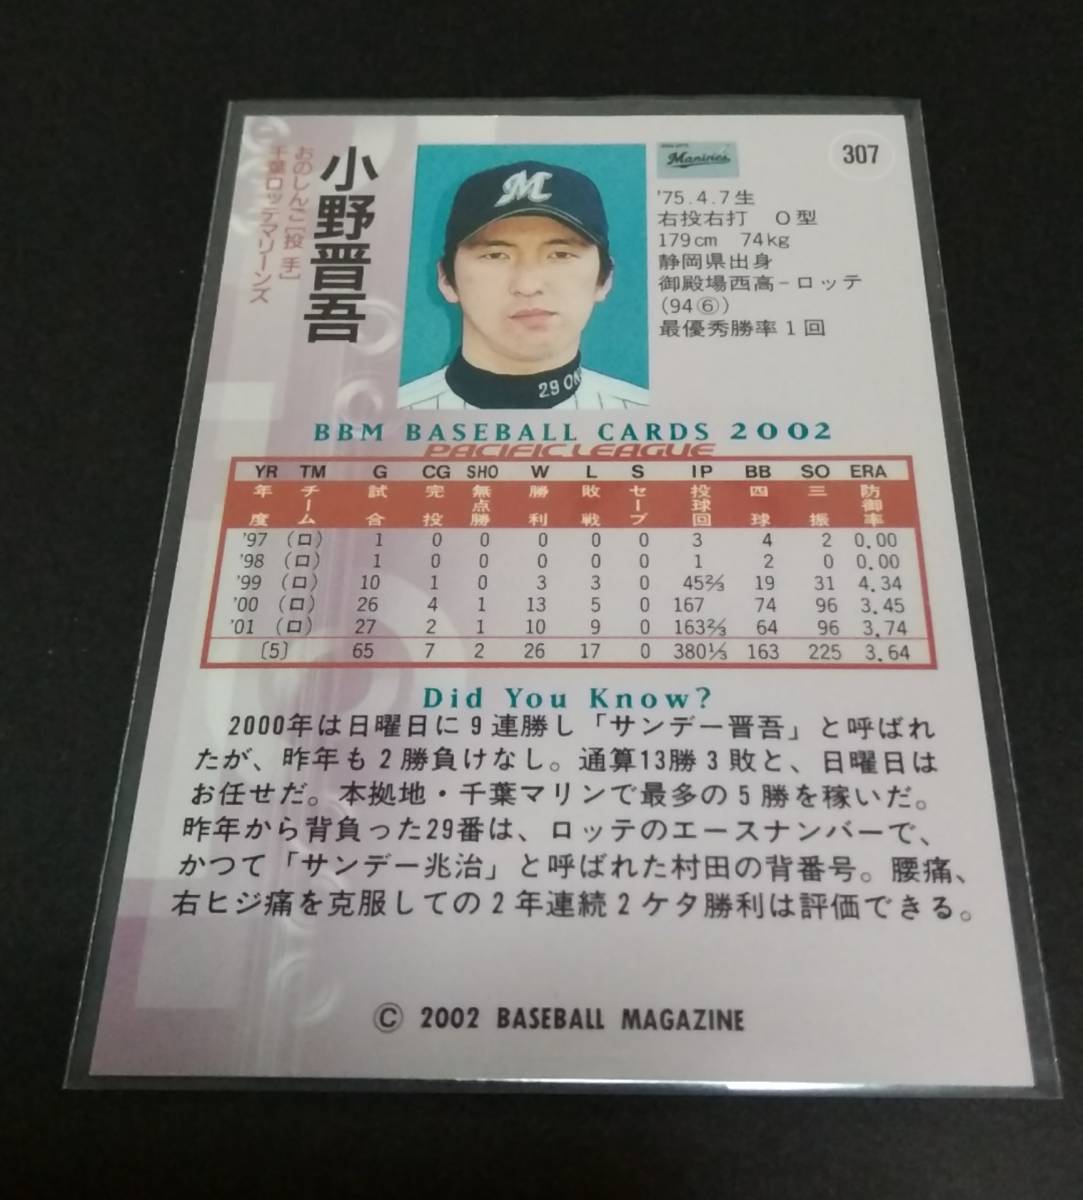 小野晋吾
おのしんご[投 手]
千葉ロッテマリーンズ
M
29 ON
Marines
307
'75.4.7生
右投右打 O型
179cm 74kg
静岡県出身
御殿場西高-ロッテ
(94⑥)
最優秀勝率1回
BBM BASEBALL CARDS 2002
PACIFIC LEAGUE
YR TM G CG SHO W L S IP BB SO ERA
年度 チーム 試合 完投 無点勝 勝利 敗戦 セーブ 投球回 四球 三振 防御率
'97 (ロ) 1 0 0 0 0 0 3 4 2 0.00
'98 (ロ) 1 0 0 0 0 0 1 2 0 0.00
'99 (ロ) 10 1 0 3 3 0 45⅔ 19 31 4.34
'00 (ロ) 26 4 1 13 5 0 167 74 96 3.45
'01 (ロ) 27 2 1 10 9 0 163⅔ 64 96 3.74
[5] 65 7 2 26 17 0 380⅓ 163 225 3.64
Did You Know?
2000年は日曜日に9連勝し「サンデー晋吾」と呼ばれ
たが、昨年も2勝負けなし。通算13勝3敗と、日曜日は
お任せだ。本拠地・千葉マリンで最多の5勝を稼いだ。
昨年から背負った29番は、ロッテのエースナンバーで、
かつて「サンデー兆治」と呼ばれた村田の背番号。腰痛、
右ヒジ痛を克服しての2年連続2ケタ勝利は評価できる。
© 2002 BASEBALL MAGAZINE